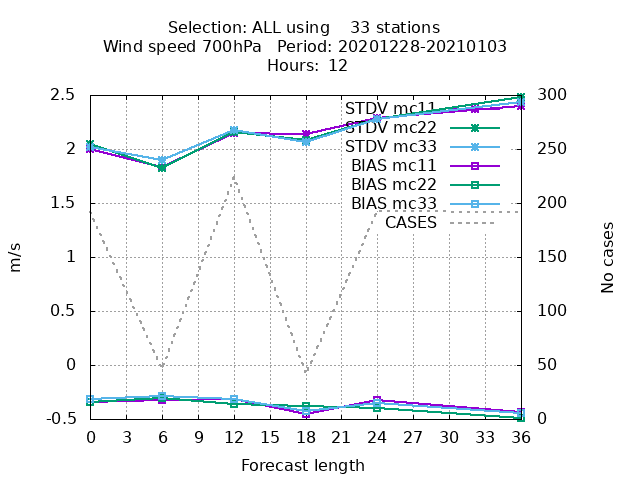 Selection: ALL using    33 stations
Wind speed 700hPa   Period: 20201228-20210103
Hours: 12
2.5
2
1.5
1
0.5
0
-0.5
300
250
200
150
100
50
0
m/s
No cases
STDV mc11
STDV mc22
STDV mc33
BIAS mc11
BIAS mc22
BIAS mc33
CASES
0 3 6 9 12 15 18 21 24 27 30 33 36
Forecast length